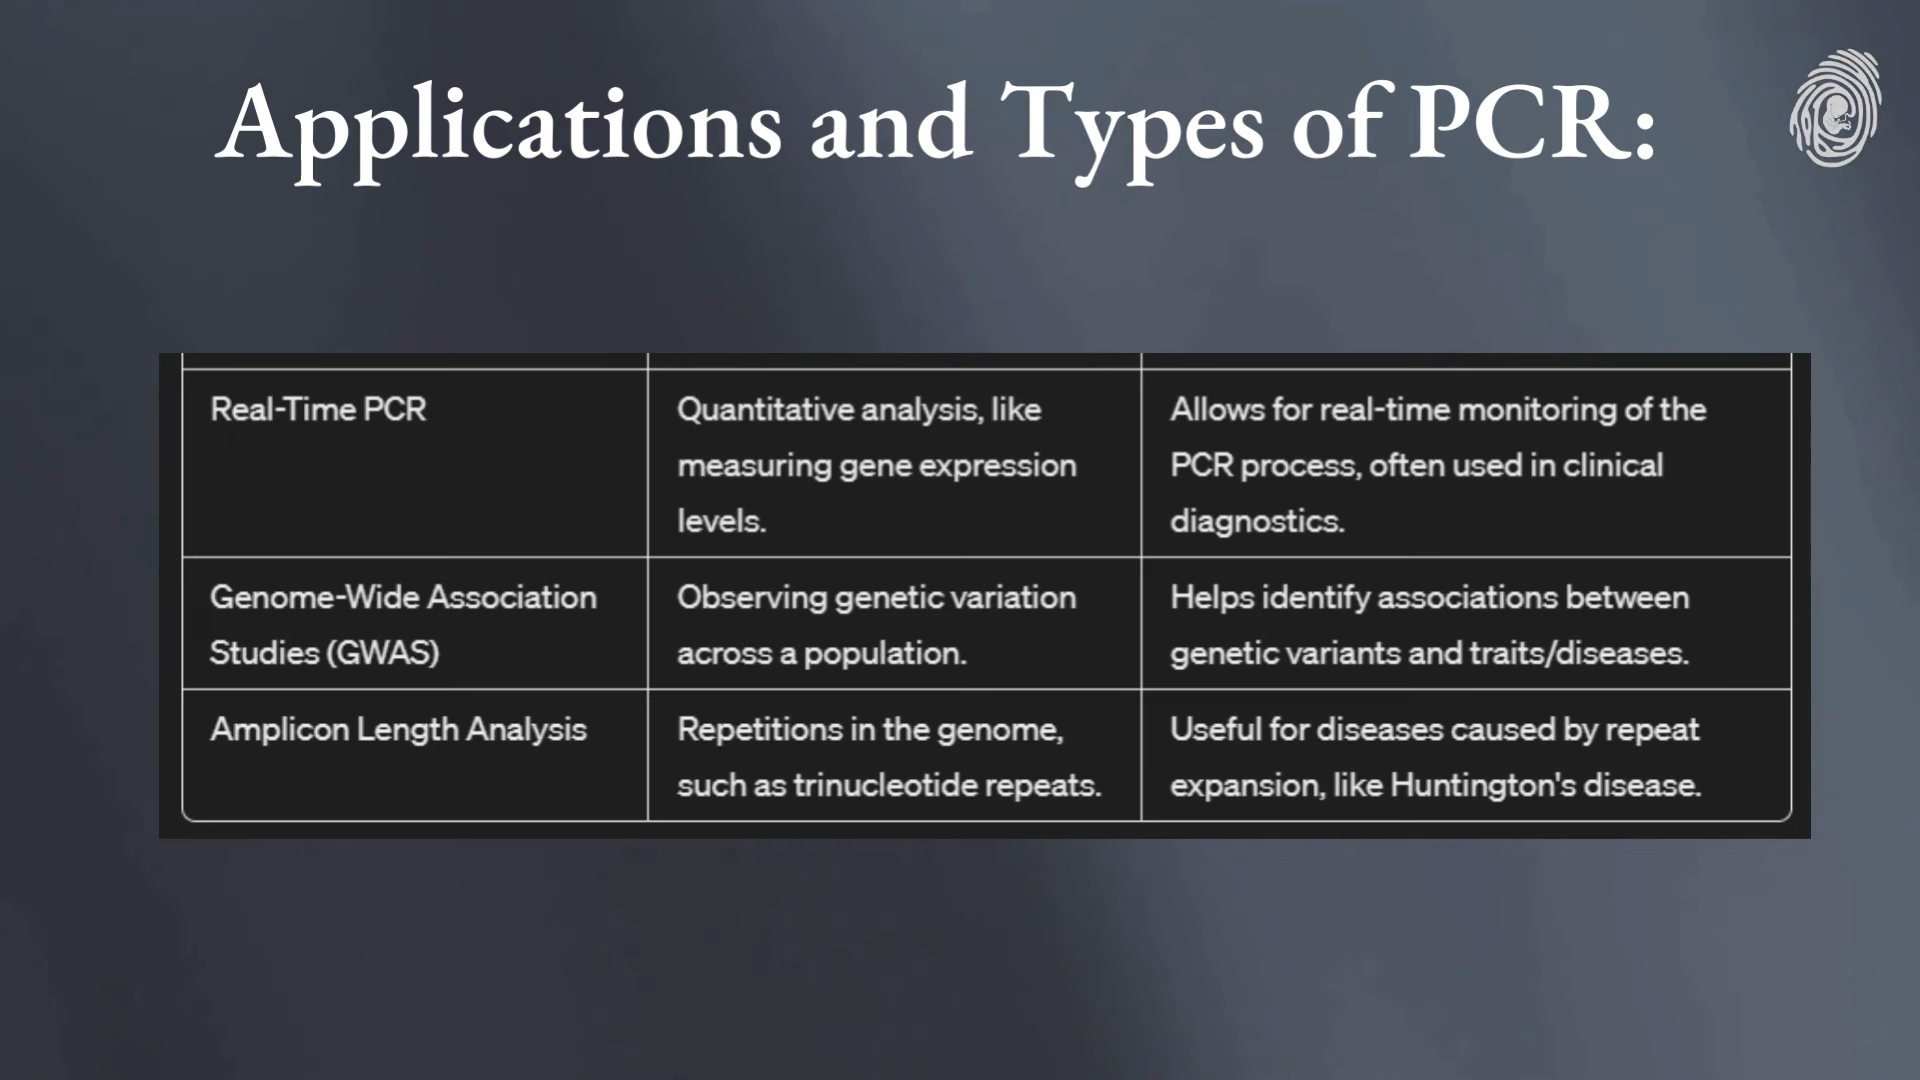 Applications and Types of PCR:
Real-Time PCR
Quantitative analysis, like
measuring gene expression
levels.
Allows for real-time monitoring of the
PCR process, often used in clinical
diagnostics.
Genome-Wide Association
Studies (GWAS)
Observing genetic variation
across a population.
Helps identify associations between
genetic variants and traits/diseases.
Amplicon Length Analysis
Repetitions in the genome,
such as trinucleotide repeats.
Useful for diseases caused by repeat
expansion, like Huntington's disease.